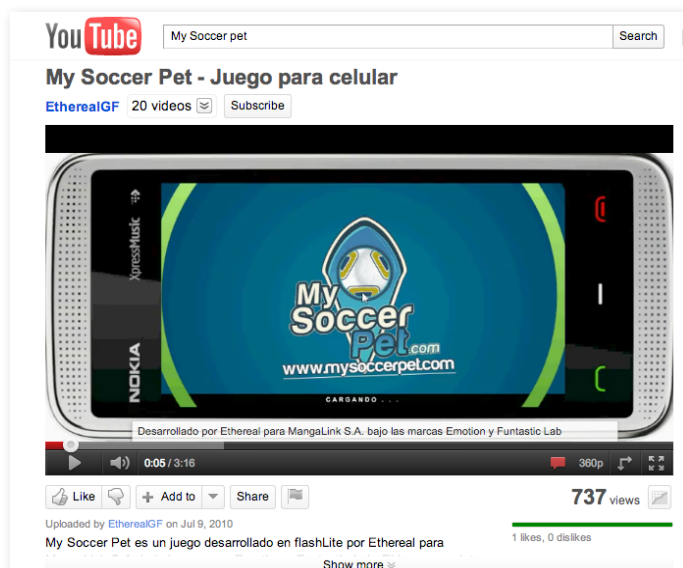 You Tube
My Soccer pet
Search
My Soccer Pet - Juego para celular
EtherealGF
20 videos
Subscribe
XpressMusic
NOKIA
My
Soccer
Pet.com
www.mysoccerpet.com
CARGANDO . . .
Desarrollado por Ethereal para MangaLink S.A. bajo las marcas Emotion y Funtastic Lab
0:05 / 3:16
360p
Like
Add to
Share
737 views
Uploaded by EtherealGF on Jul 9, 2010
1 likes, 0 dislikes
My Soccer Pet es un juego desarrollado en flashLite por Ethereal para
Show more